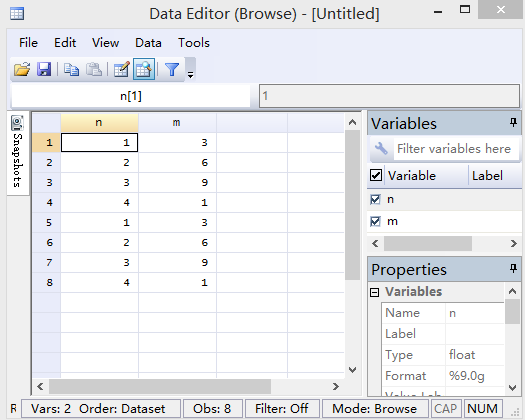 Data Editor (Browse) - [Untitled]
File Edit View Data Tools
n[1] 1
Snapshots
n m
1 1 3
2 2 6
3 3 9
4 4 1
5 1 3
6 2 6
7 3 9
8 4 1
Variables
Filter variables here
Variable Label
n
m
Properties
Variables
Name n
Label
Type float
Format %9.0g
R Vars: 2 Order: Dataset Obs: 8 Filter: Off Mode: Browse CAP NUM